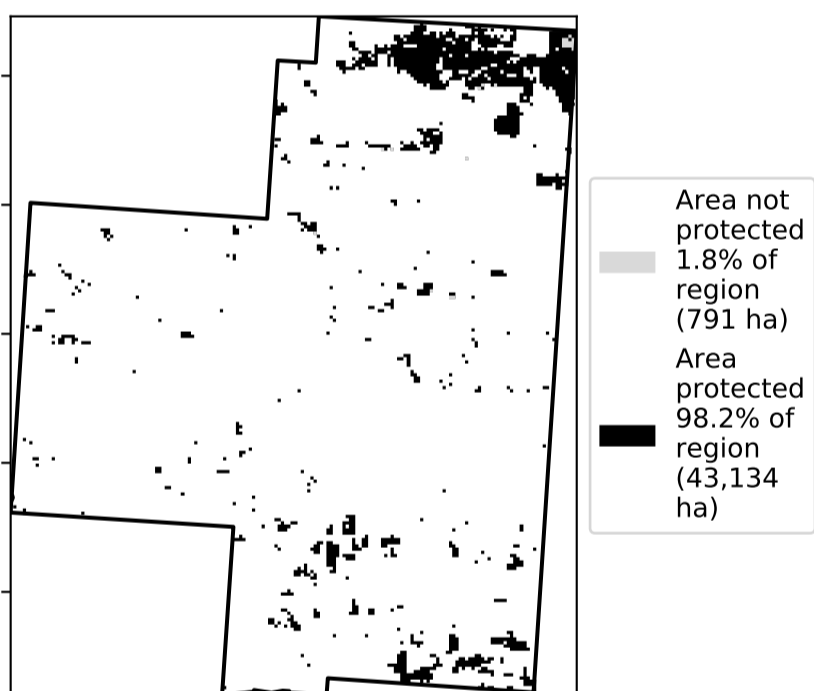 Area not
protected
1.8% of
region
(791 ha)
Area
protected
98.2% of
region
(43,134
ha)